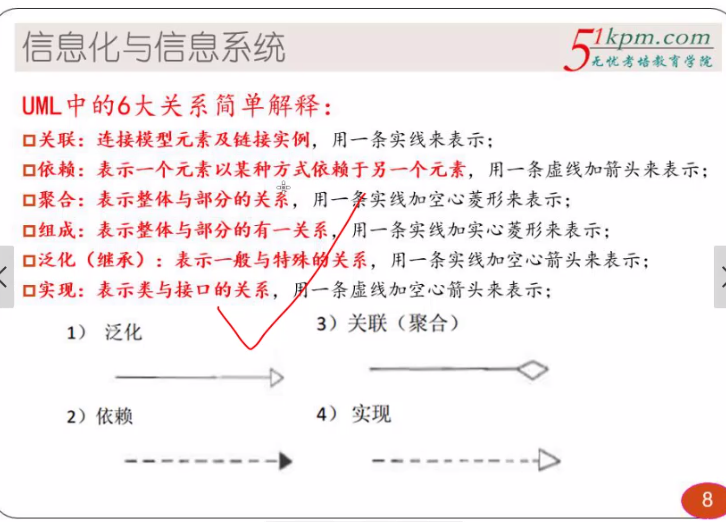 信息化与信息系统
51kpm.com
无忧考培教育学院
UML中的6大关系简单解释：
关联：连接模型元素及链接实例，用一条实线来表示；
依赖：表示一个元素以某种方式依赖于另一个元素，用一条虚线加箭头来表示；
聚合：表示整体与部分的关系，用一条实线加空心菱形来表示；
组成：表示整体与部分的有一关系，用一条实线加实心菱形来表示；
泛化（继承）：表示一般与特殊的关系，用一条实线加空心箭头来表示；
实现：表示类与接口的关系，用一条虚线加空心箭头来表示；
1） 泛化
3）关联（聚合）
2）依赖
4） 实现
8